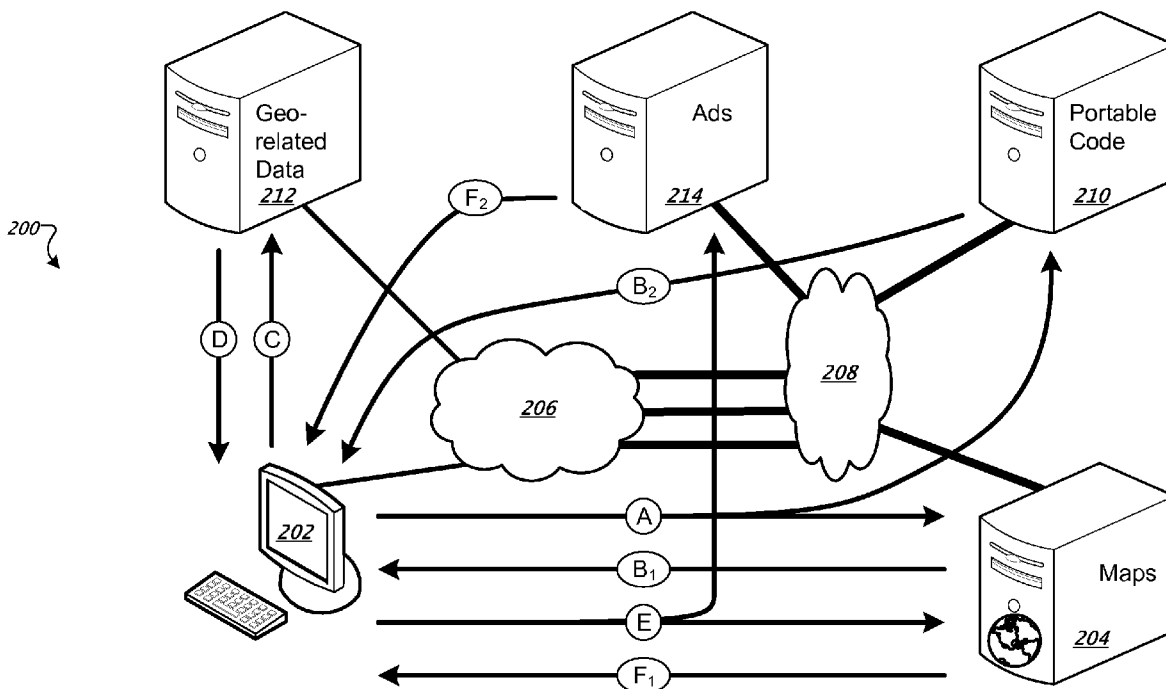 Geo-
related
Data
212
Ads
214
Portable
Code
210
F2
200
B2
D
C
208
206
202
A
B1
Maps
E
204
F1